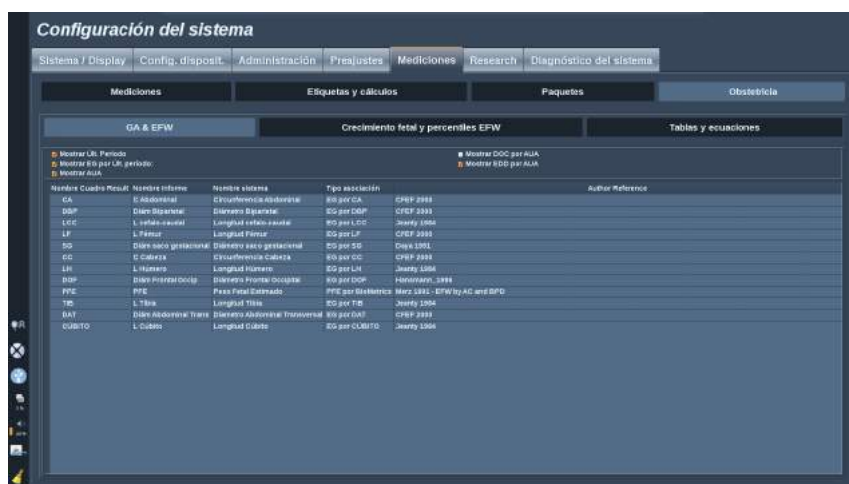 Configuración del sistema
Sistema / Display Config. disposit. Administración Preajustes Mediciones Research Diagnóstico del sistema
Mediciones Etiquetas y cálculos Paquetes Obstetricia
GA & EFW Crecimiento fetal y percentiles EFW Tablas y ecuaciones
Mostrar Últ. Periodo Mostrar DOC por AUA
Mostrar EG por Últ. periodo: Mostrar EDD por AUA
Mostrar AUA
Nombre Cuadro Result Nombre Informe Nombre sistema Tipo asociación Author Reference
CA C Abdominal Circunferencia Abdominal EG por CA CFEF 2000
DBP Diám Biparietal Diámetro Biparietal EG por DBP CFEF 2000
LCC L céfalo-caudal Longitud céfalo-caudal EG por LCC Jeanty 1984
LF L Fémur Longitud Fémur EG por LF CFEF 2000
SG Diám saco gestacional Diámetro saco gestacional EG por SG Daya 1991
CC C Cabeza Circunferencia Cabeza EG por CC CFEF 2000
LH L Húmero Longitud Húmero EG por LH Jeanty 1984
DOF Diám Frontal Occip Diámetro Frontal Occipital EG por DOF Hansmann_1986
PFE PFE Peso Fetal Estimado PFE por Biometrics Merz 1991 - EFW by AC and BPD
TIB L Tibia Longitud Tibia EG por TIB Jeanty 1984
DAT Diám Abdominal Trans Diámetro Abdominal Transversal EG por DAT CFEF 2000
CÚBITO L Cúbito Longitud Cúbito EG por CÚBITO Jeanty 1984